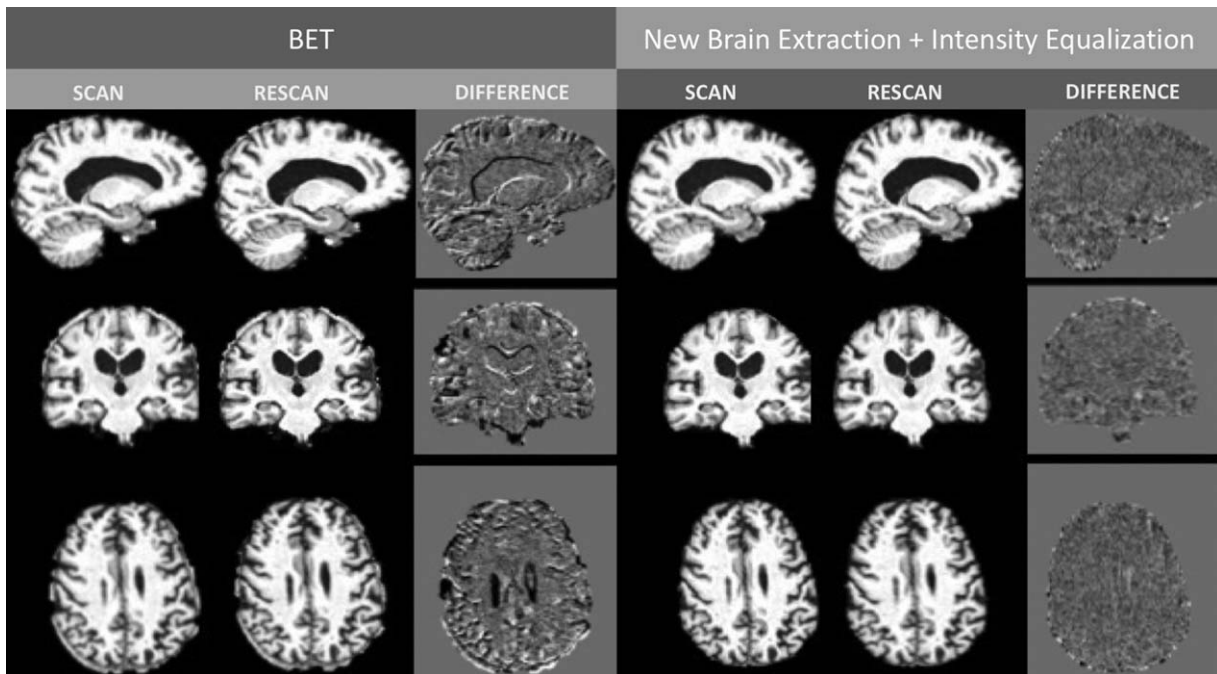 BET
New Brain Extraction + Intensity Equalization
SCAN RESCAN DIFFERENCE SCAN RESCAN DIFFERENCE